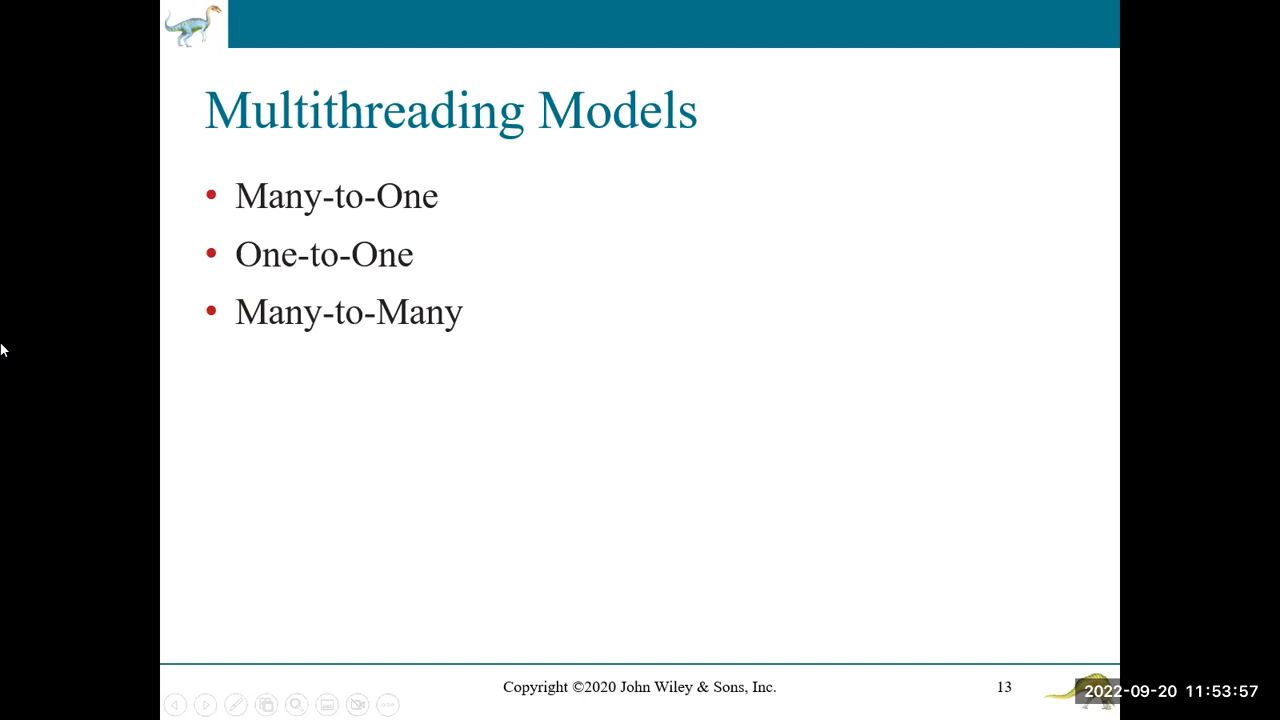 Multithreading Models
• Many-to-One
• One-to-One
• Many-to-Many
Copyright ©2020 John Wiley & Sons, Inc.
13
2022-09-20 11:53:57